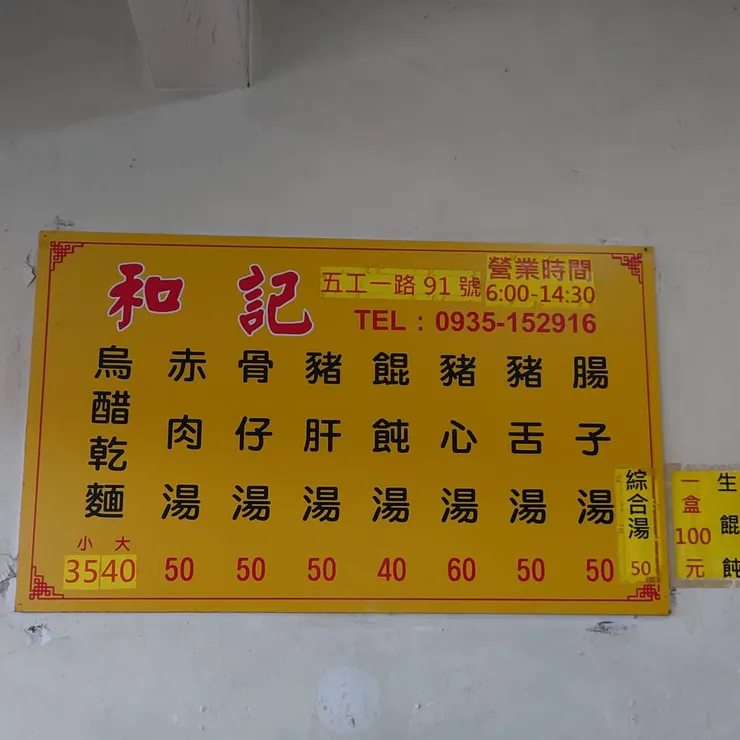 和記
五工一路 91 號
營業時間
6:00-14:30
TEL：0935-152916
烏醋乾麵
小 大
35 40
赤肉湯
50
骨仔湯
50
豬肝湯
50
餛飩湯
40
豬心湯
60
豬舌湯
50
腸子湯
50
綜合湯
50
生餛飩
一盒
100
元